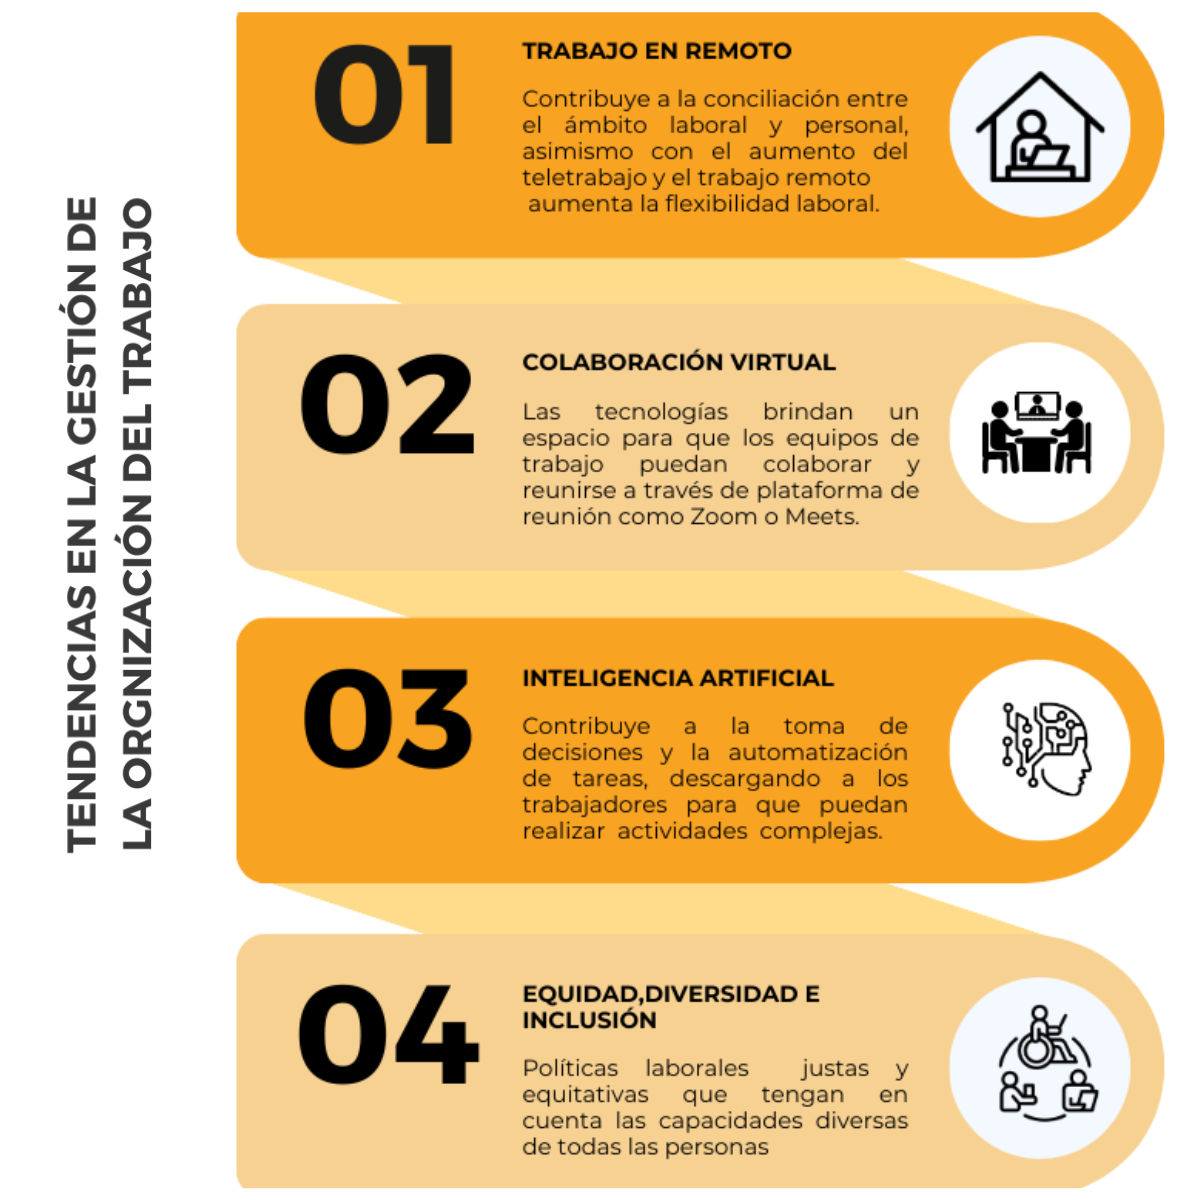 TENDENCIAS EN LA GESTIÓN DE
LA ORGNIZACIÓN DEL TRABAJO
01
TRABAJO EN REMOTO
Contribuye a la conciliación entre
el ámbito laboral y personal,
asimismo con el aumento del
teletrabajo y el trabajo remoto
aumenta la flexibilidad laboral.
02
COLABORACIÓN VIRTUAL
Las tecnologías brindan un
espacio para que los equipos de
trabajo puedan colaborar y
reunirse a través de plataforma de
reunión como Zoom o Meets.
03
INTELIGENCIA ARTIFICIAL
Contribuye a la toma de
decisiones y la automatización
de tareas, descargando a los
trabajadores para que puedan
realizar actividades complejas.
04
EQUIDAD,DIVERSIDAD E
INCLUSIÓN
Políticas laborales justas y
equitativas que tengan en
cuenta las capacidades diversas
de todas las personas